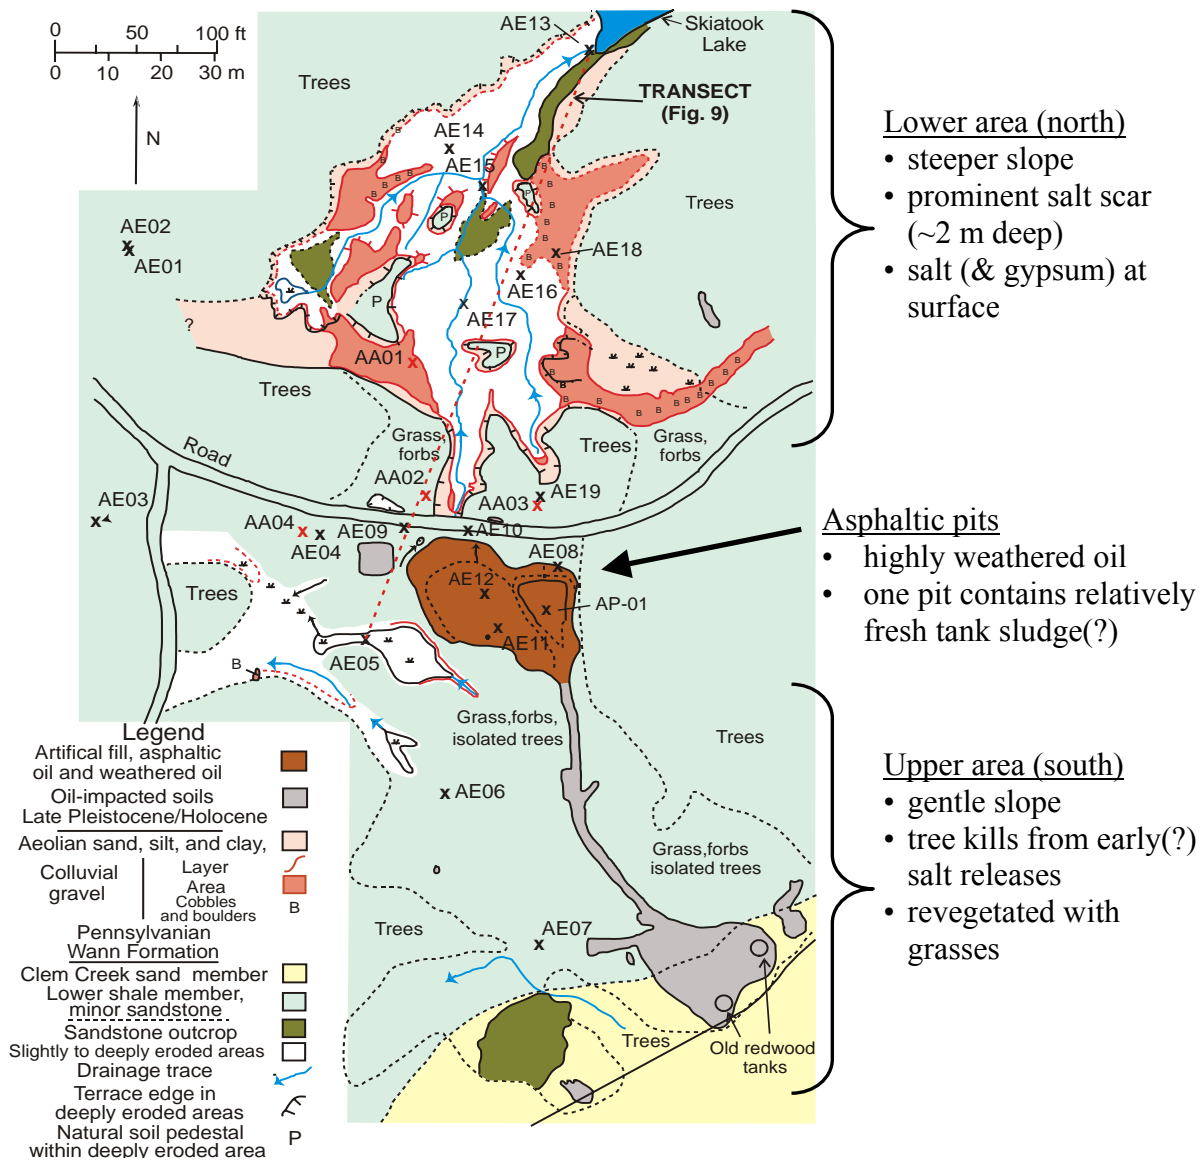 0 50 100 ft
0 10 20 30 m
N
AE13
Skiatook
Lake
Trees
TRANSECT
(Fig. 9)
AE14
AE15
B
B
B
B
B
P
P
B
B
B
B
B
B
B
Trees
AE02
AE01
AE18
AE16
P
AE17
?
P
AA01
B
B
B
B
B
B
B
B
B
B
B
Trees
Grass,
forbs
Trees
Grass,
forbs
Road
AA02
AE03
AA03
AE19
AA04
AE04
AE09
AE10
AE08
AE12
AP-01
Trees
AE11
AE05
B
Grass,forbs,
isolated trees
Trees
AE06
Grass,forbs
isolated trees
Trees
AE07
Trees
Old redwood
tanks
Lower area (north)
• steeper slope
• prominent salt scar
(~2 m deep)
• salt (& gypsum) at
surface
Asphaltic pits
• highly weathered oil
• one pit contains relatively
fresh tank sludge(?)
Upper area (south)
• gentle slope
• tree kills from early(?)
salt releases
• revegetated with
grasses
Legend
Artifical fill, asphaltic
oil and weathered oil
Oil-impacted soils
Late Pleistocene/Holocene
Aeolian sand, silt, and clay,
Colluvial
gravel
Layer
Area
Cobbles
and boulders
B
Pennsylvanian
Wann Formation
Clem Creek sand member
Lower shale member,
minor sandstone
Sandstone outcrop
Slightly to deeply eroded areas
Drainage trace
Terrace edge in
deeply eroded areas
Natural soil pedestal
within deeply eroded area
P